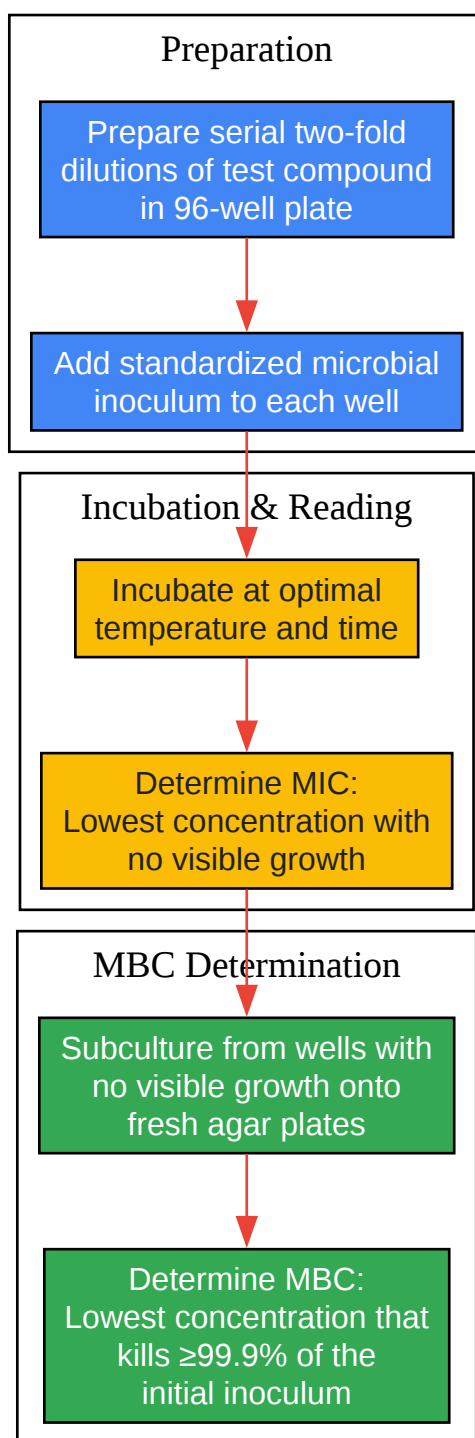 Preparation
Prepare serial two-fold
dilutions of test compound
in 96-well plate
Add standardized microbial
inoculum to each well
Incubation & Reading
Incubate at optimal
temperature and time
Determine MIC:
Lowest concentration with
no visible growth
MBC Determination
Subculture from wells with
no visible growth onto
fresh agar plates
Determine MBC:
Lowest concentration that
kills ≥99.9% of the
initial inoculum